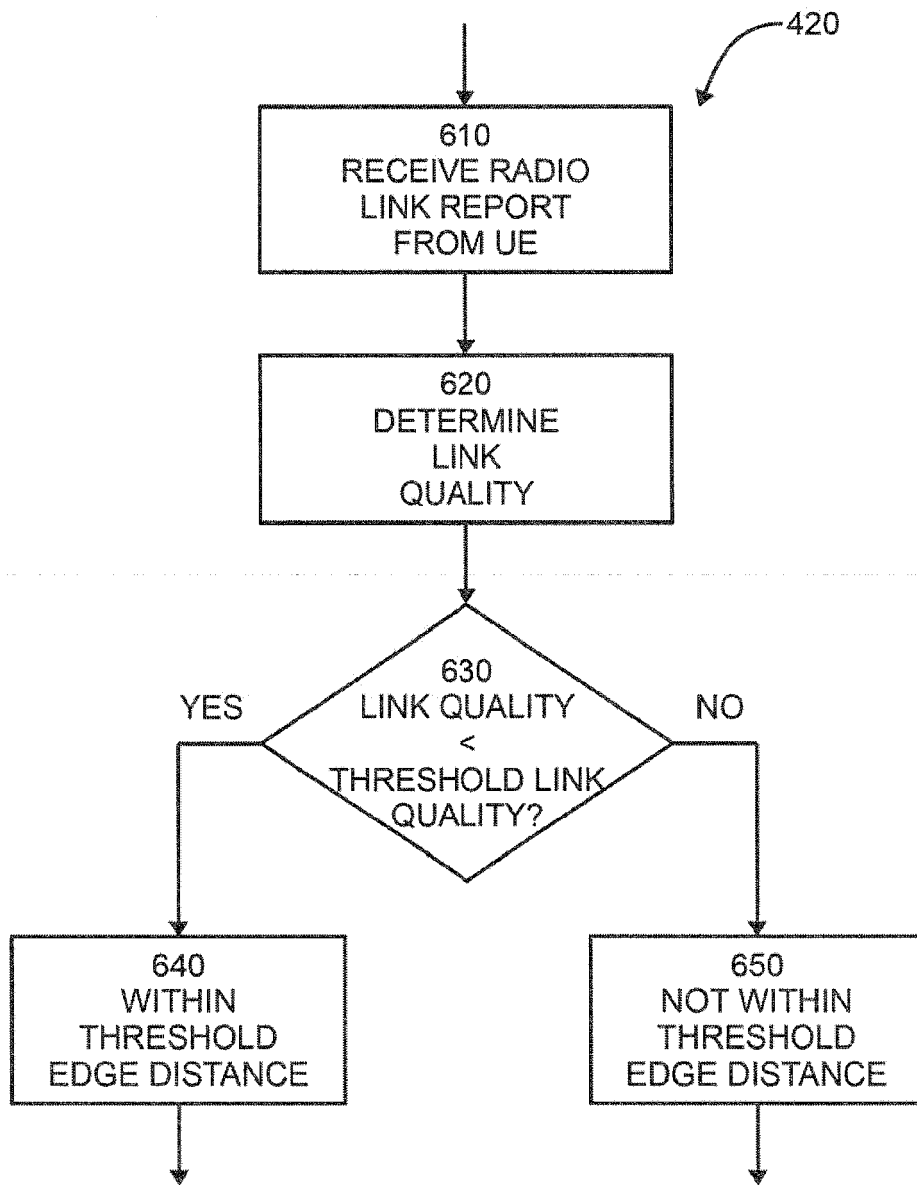 420
610
RECEIVE RADIO
LINK REPORT
FROM UE
620
DETERMINE
LINK
QUALITY
630
LINK QUALITY
<
THRESHOLD LINK
QUALITY?
YES
NO
640
WITHIN
THRESHOLD
EDGE DISTANCE
650
NOT WITHIN
THRESHOLD
EDGE DISTANCE